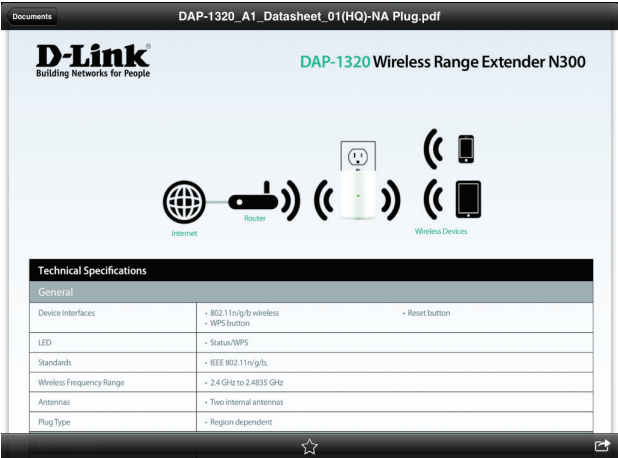 Documents
DAP-1320_A1_Datasheet_01(HQ)-NA Plug.pdf
D-Link®
Building Networks for People
DAP-1320 Wireless Range Extender N300
Internet
Router
Wireless Devices
Technical Specifications
General
Device Interfaces • 802.11n/g/b wireless • Reset button
• WPS button
LED • Status/WPS
Standards • IEEE 802.11n/g/b,
Wireless Frequency Range • 2.4 GHz to 2.4835 GHz
Antennas • Two internal antennas
Plug Type • Region dependent